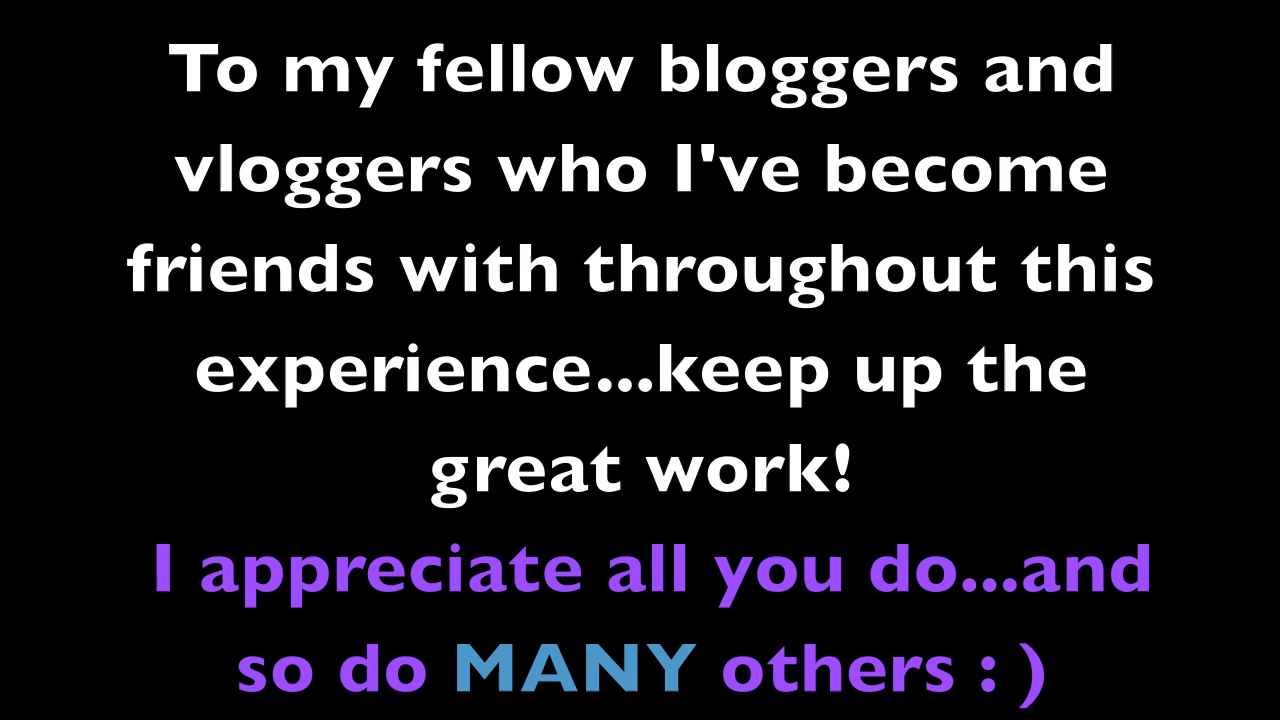 To my fellow bloggers and
vloggers who I've become
friends with throughout this
experience...keep up the
great work!
I appreciate all you do...and
so do MANY others : )